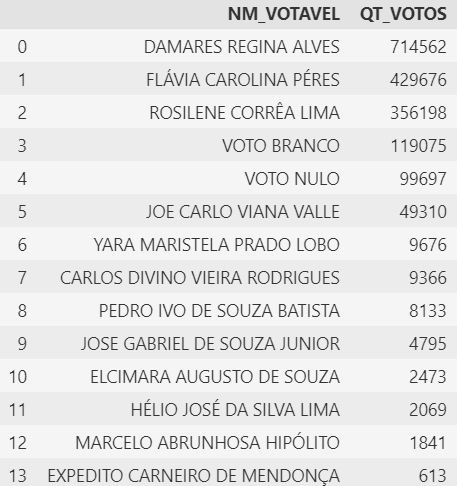 NM_VOTAVEL QT_VOTOS
0 DAMARES REGINA ALVES 714562
1 FLÁVIA CAROLINA PÉRES 429676
2 ROSILENE CORRÊA LIMA 356198
3 VOTO BRANCO 119075
4 VOTO NULO 99697
5 JOE CARLO VIANA VALLE 49310
6 YARA MARISTELA PRADO LOBO 9676
7 CARLOS DIVINO VIEIRA RODRIGUES 9366
8 PEDRO IVO DE SOUZA BATISTA 8133
9 JOSE GABRIEL DE SOUZA JUNIOR 4795
10 ELCIMARA AUGUSTO DE SOUZA 2473
11 HÉLIO JOSÉ DA SILVA LIMA 2069
12 MARCELO ABRUNHOSA HIPÓLITO 1841
13 EXPEDITO CARNEIRO DE MENDONÇA 613